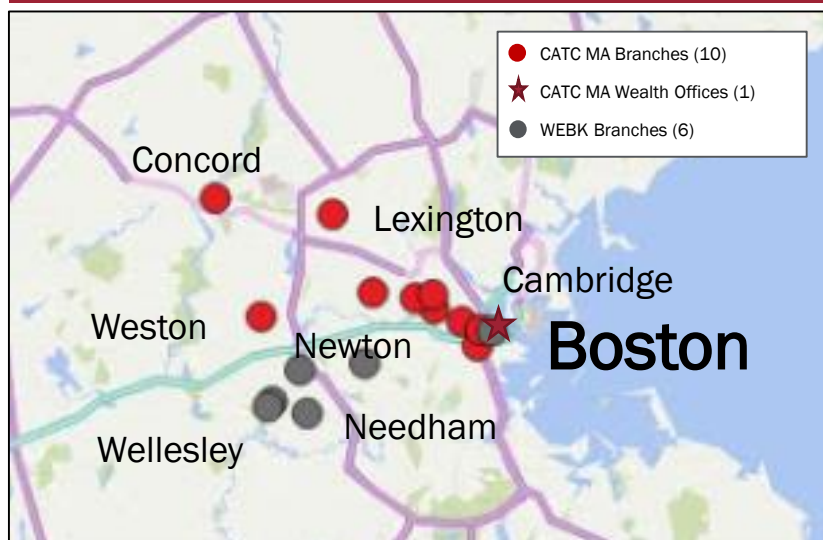 CATC MA Branches (10)
CATC MA Wealth Offices (1)
WEBK Branches (6)
Concord
Lexington
Cambridge
Weston
Newton
Boston
Needham
Wellesley